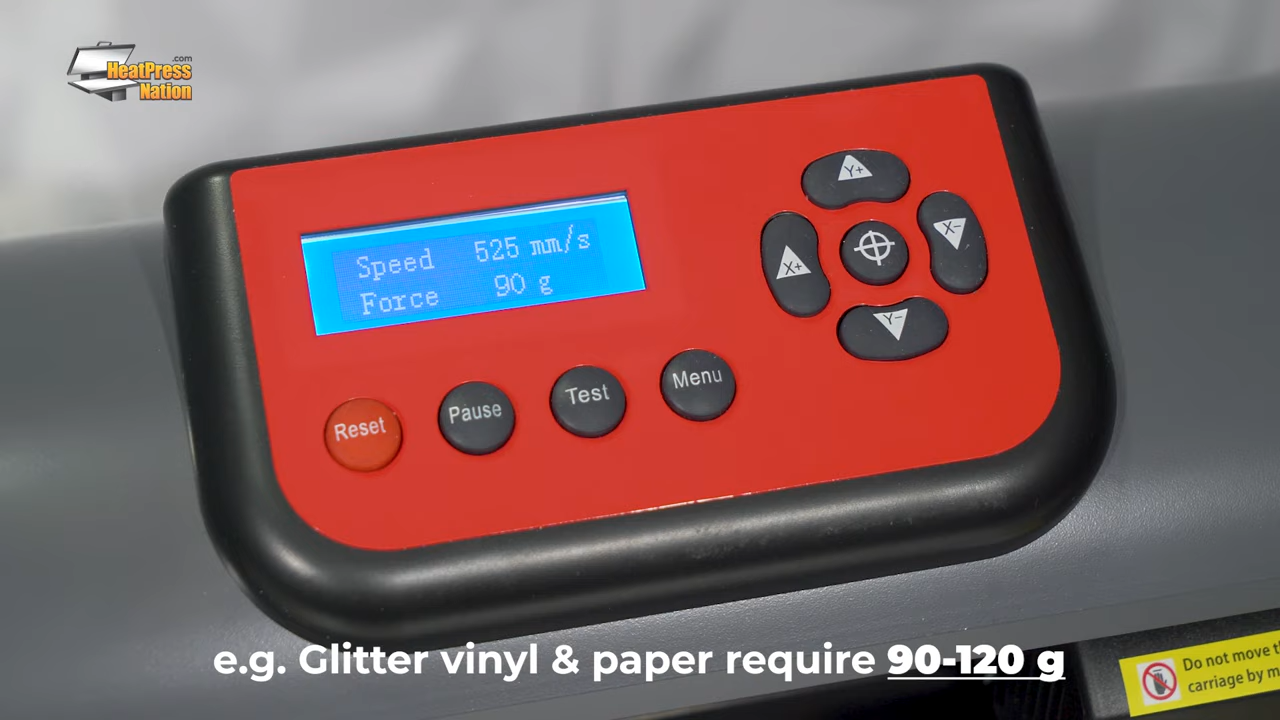 .com
HeatPress
Nation
Speed 525 mm/s
Force 90 g
Y+
X+
X-
Y-
Reset
Pause
Test
Menu
e.g. Glitter vinyl & paper require 90-120 g
Do not move
carriage by